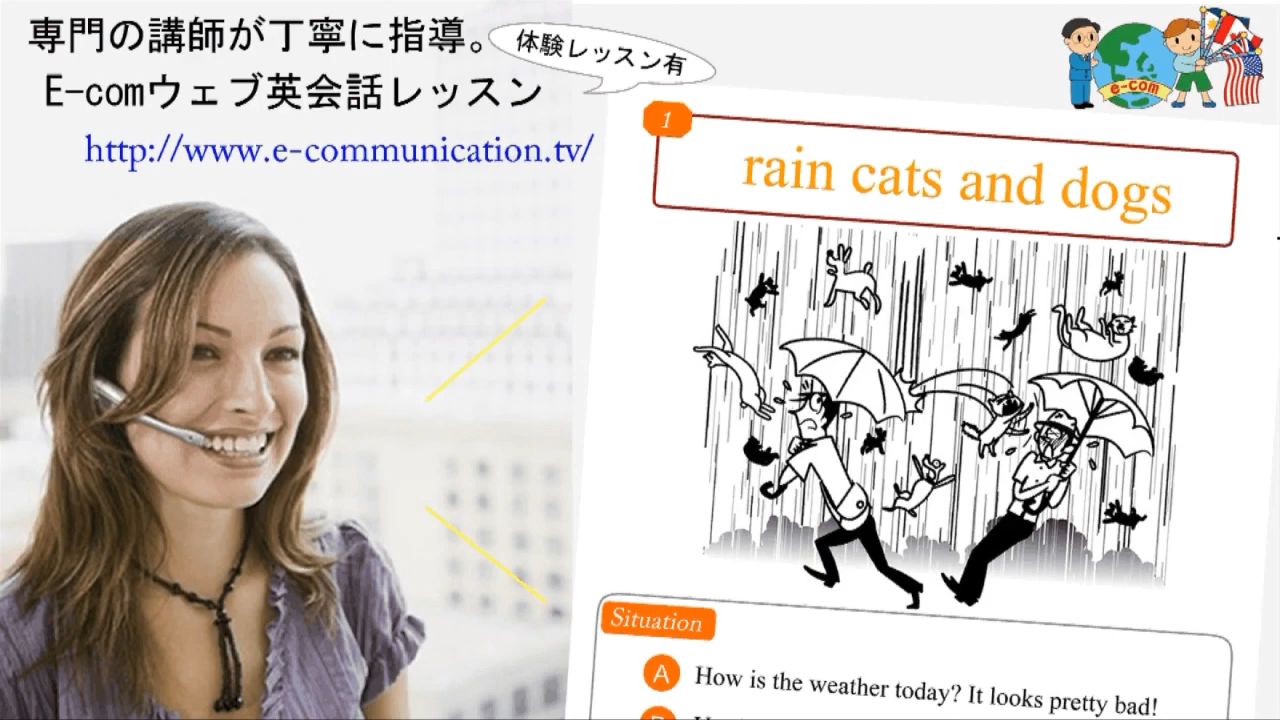 専門の講師が丁寧に指導。
体験レッスン有
E-comウェブ英会話レッスン
http://www.e-communication.tv/
e-com
1
rain cats and dogs
Situation
A
How is the weather today? It looks pretty bad!